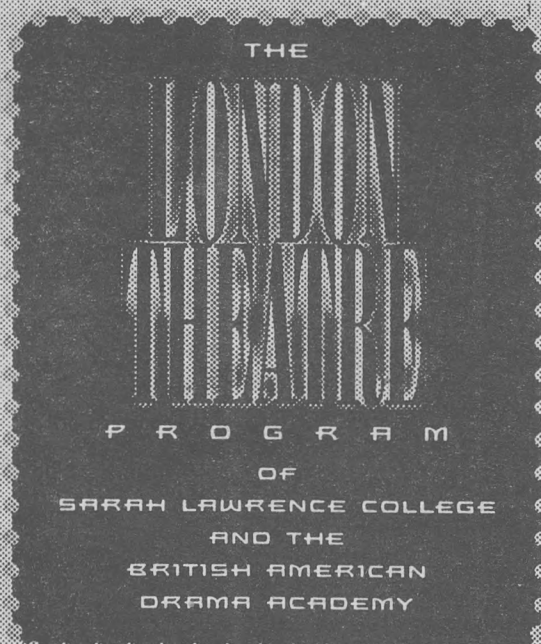 THE
LONDON
THEATRE
PROGRAM
OF
SARAH LAWRENCE COLLEGE
AND THE
BRITISH AMERICAN
DRAMA ACADEMY